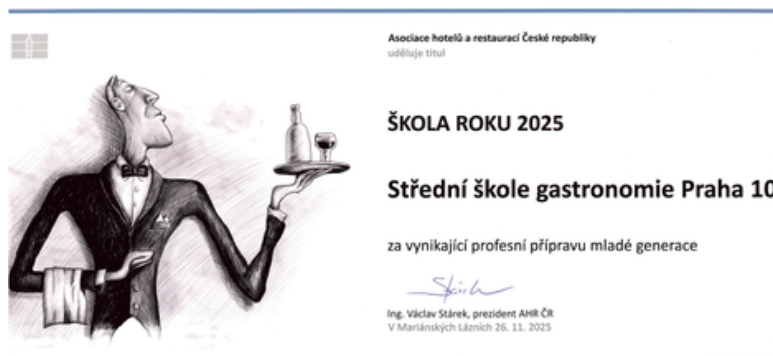 Asociace hotelů a restaurací České republiky
uděluje titul
ŠKOLA ROKU 2025
Střední škole gastronomie Praha 10
za vynikající profesní přípravu mladé generace
Ing. Václav Stárek, prezident AHR ČR
V Mariánských Lázních 26. 11. 2025